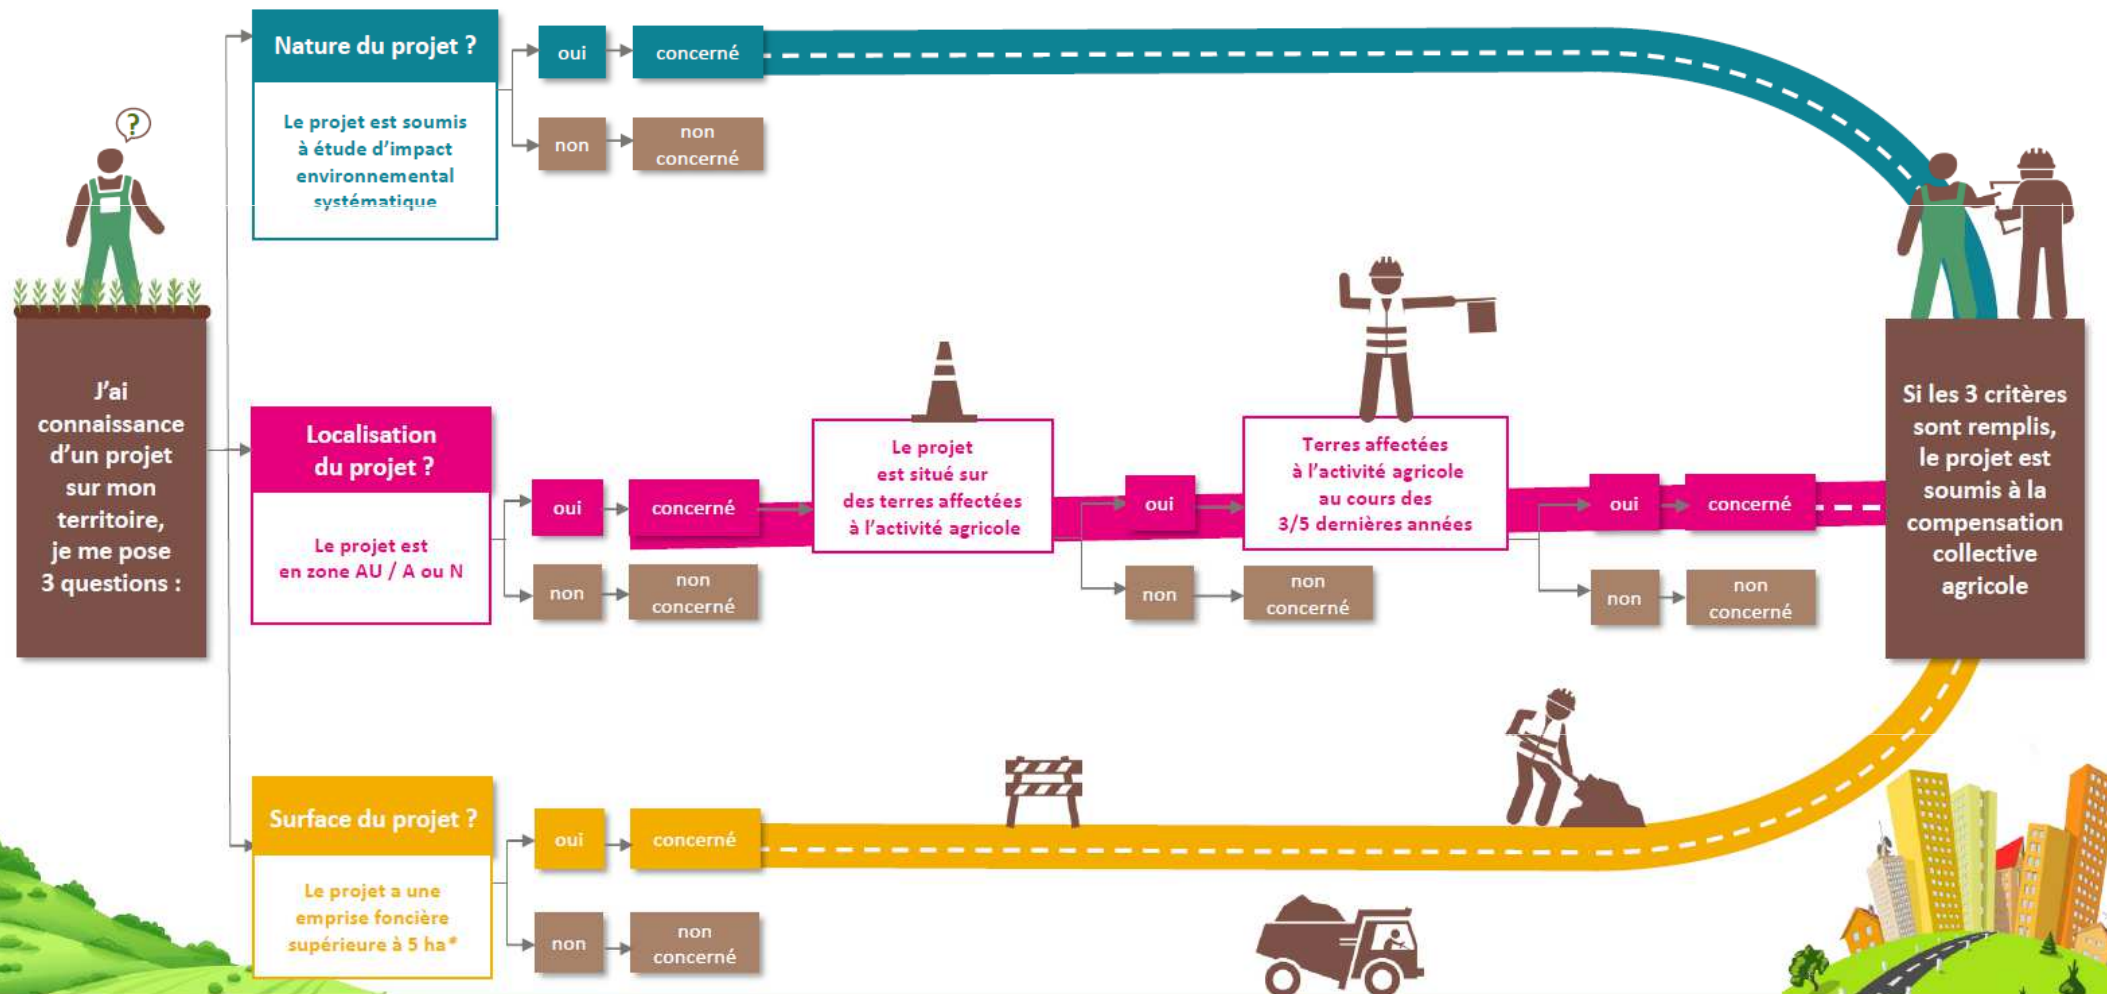 ?
J'ai
connaissance
d'un projet
sur mon
territoire,
je me pose
3 questions :
Nature du projet ?
Le projet est soumis
à étude d'impact
environnemental
systématique
oui
concerné
non
non
concerné
Localisation
du projet ?
Le projet est
en zone AU / A ou N
oui
concerné
non
non
concerné
Le projet
est situé sur
des terres affectées
à l'activité agricole
oui
non
non
concerné
Terres affectées
à l'activité agricole
au cours des
3/5 dernières années
oui
concerné
non
non
concerné
Surface du projet ?
Le projet a une
emprise foncière
supérieure à 5 ha*
oui
concerné
non
non
concerné
Si les 3 critères
sont remplis,
le projet est
soumis à la
compensation
collective
agricole